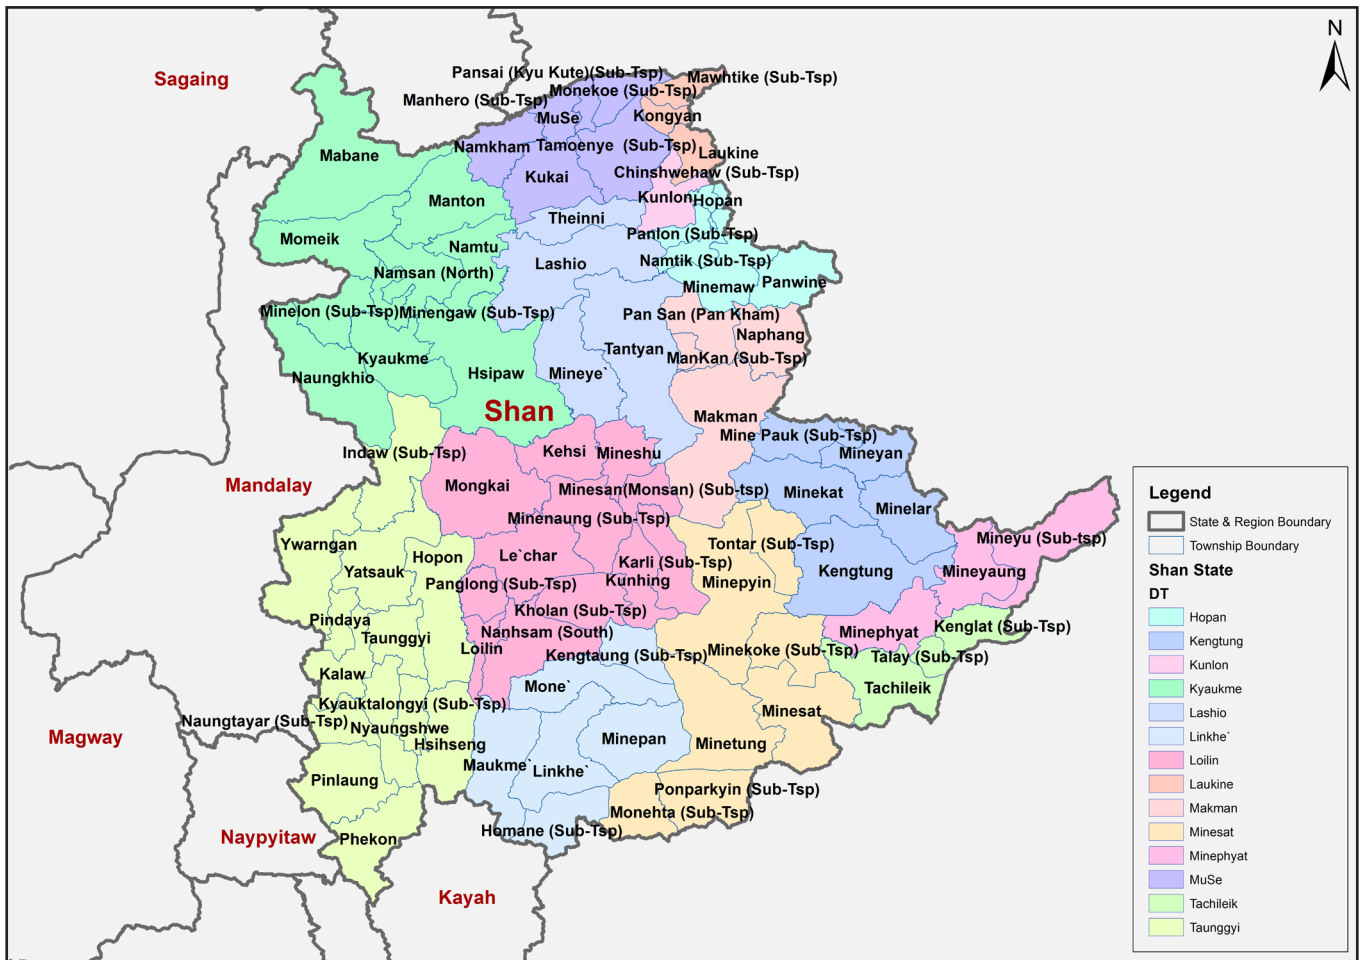 N
Sagaing
Pansai (Kyu Kute)(Sub-Tsp)
Mawhtike (Sub-Tsp)
Monekoe (Sub-Tsp)
Manhero (Sub-Tsp)
MuSe
Kongyan
Namkham
Tamoenye (Sub-Tsp)
Laukine
Mabane
Chinshwehaw (Sub-Tsp)
Kukai
Manton
Kunlon
Hopan
Theinni
Momeik
Panlon (Sub-Tsp)
Namtu
Lashio
Namtik (Sub-Tsp)
Namsan (North)
Minemaw
Panwine
Minelon (Sub-Tsp)
Minengaw (Sub-Tsp)
Pan San (Pan Kham)
Naphang
Tantyan
Kyaukme
ManKan (Sub-Tsp)
Naungkhio
Hsipaw
Mineye`
Shan
Makman
Mine Pauk (Sub-Tsp)
Indaw (Sub-Tsp)
Kehsi
Mineshu
Mineyan
Mandalay
Mongkai
Minesan(Monsan) (Sub-tsp)
Minekat
Minelar
Minenaung (Sub-Tsp)
Ywarngan
Hopon
Le`char
Tontar (Sub-Tsp)
Mineyu (Sub-tsp)
Yatsauk
Karli (Sub-Tsp)
Kengtung
Mineyaung
Panglong (Sub-Tsp)
Kunhing
Minepyin
Kholan (Sub-Tsp)
Pindaya
Taunggyi
Nanhsam (South)
Minephyat
Kenglat (Sub-Tsp)
Loilin
Kengtaung (Sub-Tsp)
Minekoke (Sub-Tsp)
Talay (Sub-Tsp)
Kalaw
Mone`
Tachileik
Kyauktalongyi (Sub-Tsp)
Minesat
Naungtayar (Sub-Tsp)
Nyaungshwe
Magway
Hsihseng
Minepan
Minetung
Maukme`
Linkhe`
Pinlaung
Ponparkyin (Sub-Tsp)
Monehta (Sub-Tsp)
Naypyitaw
Phekon
Homane (Sub-Tsp)
Kayah
Legend
State & Region Boundary
Township Boundary
Shan State
DT
Hopan
Kengtung
Kunlon
Kyaukme
Lashio
Linkhe`
Loilin
Laukine
Makman
Minesat
Minephyat
MuSe
Tachileik
Taunggyi